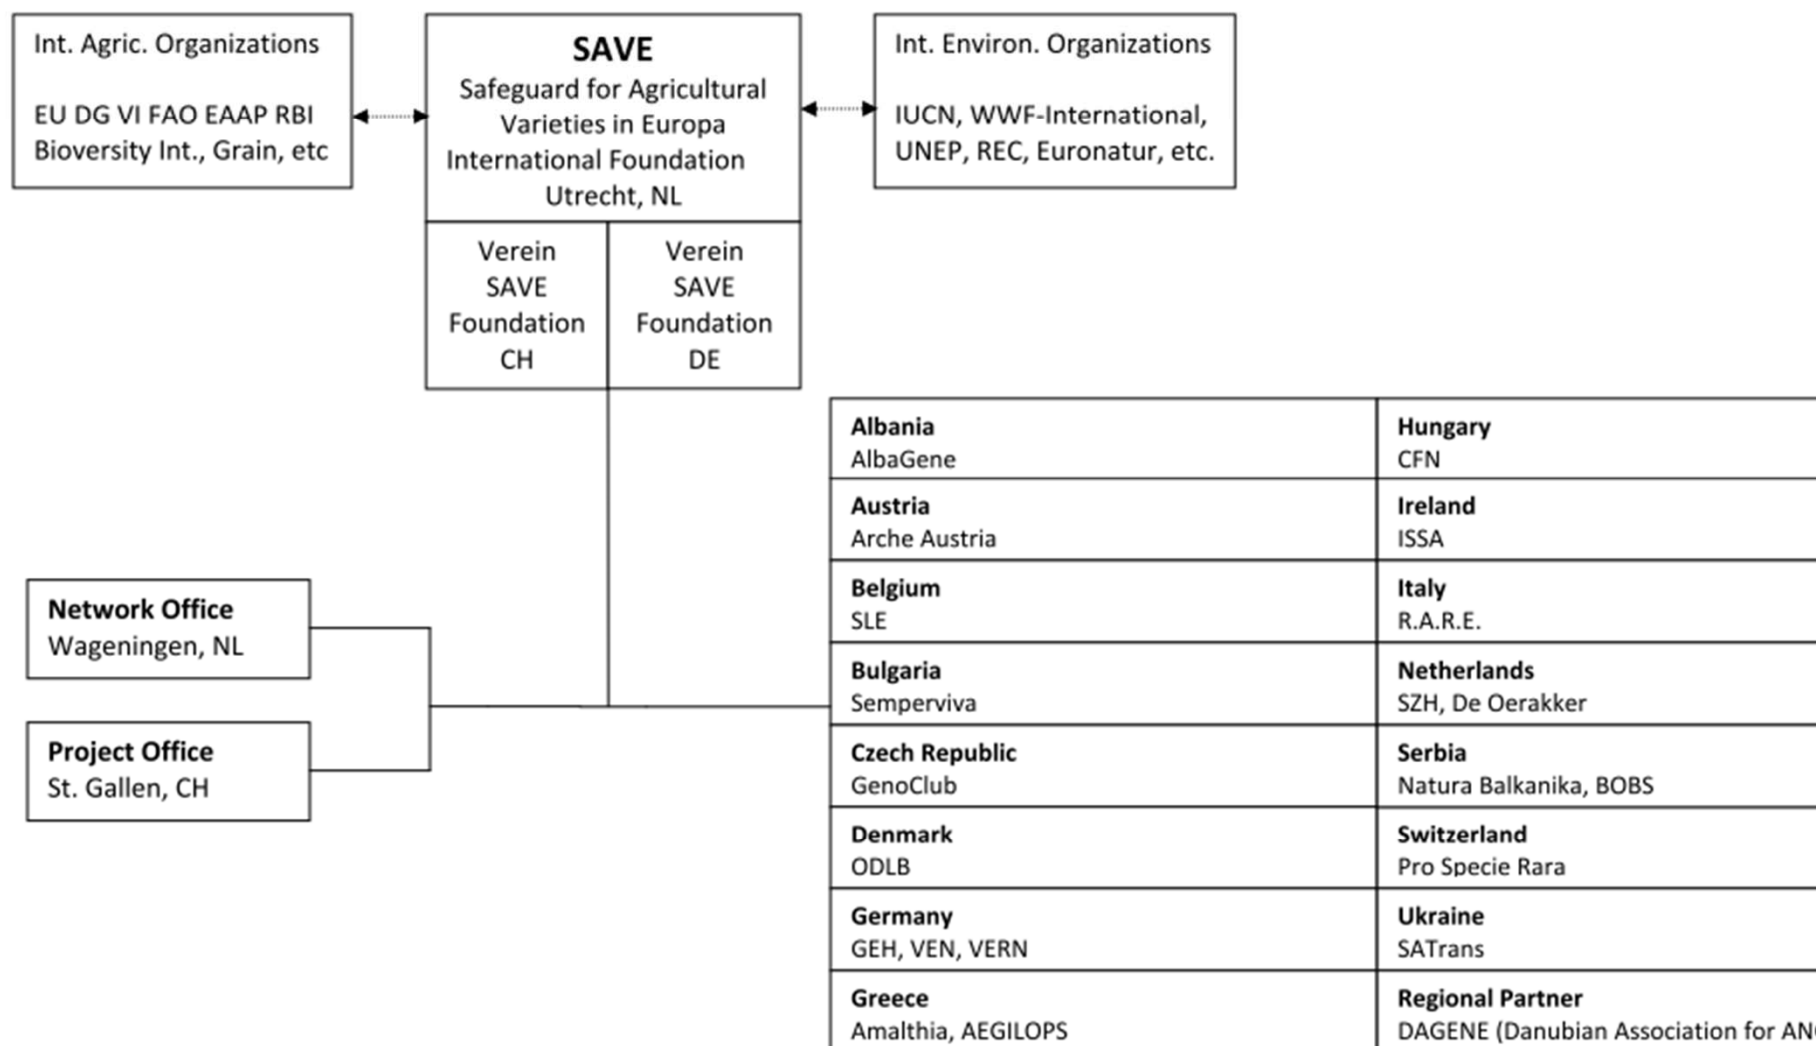 Int. Agric. Organizations
EU DG VI FAO EAAP RBI
Bioversity Int., Grain, etc
SAVE
Safeguard for Agricultural
Varieties in Europa
International Foundation
Utrecht, NL
Int. Environ. Organizations
IUCN, WWF-International,
UNEP, REC, Euronatur, etc.
Verein
SAVE
Foundation
CH
Verein
SAVE
Foundation
DE
Network Office
Wageningen, NL
Project Office
St. Gallen, CH
Albania
AlbaGene
Hungary
CFN
Austria
Arche Austria
Ireland
ISSA
Belgium
SLE
Italy
R.A.R.E.
Bulgaria
Semperviva
Netherlands
SZH, De Oerakker
Czech Republic
GenoClub
Serbia
Natura Balkanika, BOBS
Denmark
ODLB
Switzerland
Pro Specie Rara
Germany
GEH, VEN, VERN
Ukraine
SATrans
Greece
Amalthia, AEGILOPS
Regional Partner
DAGENE (Danubian Association for